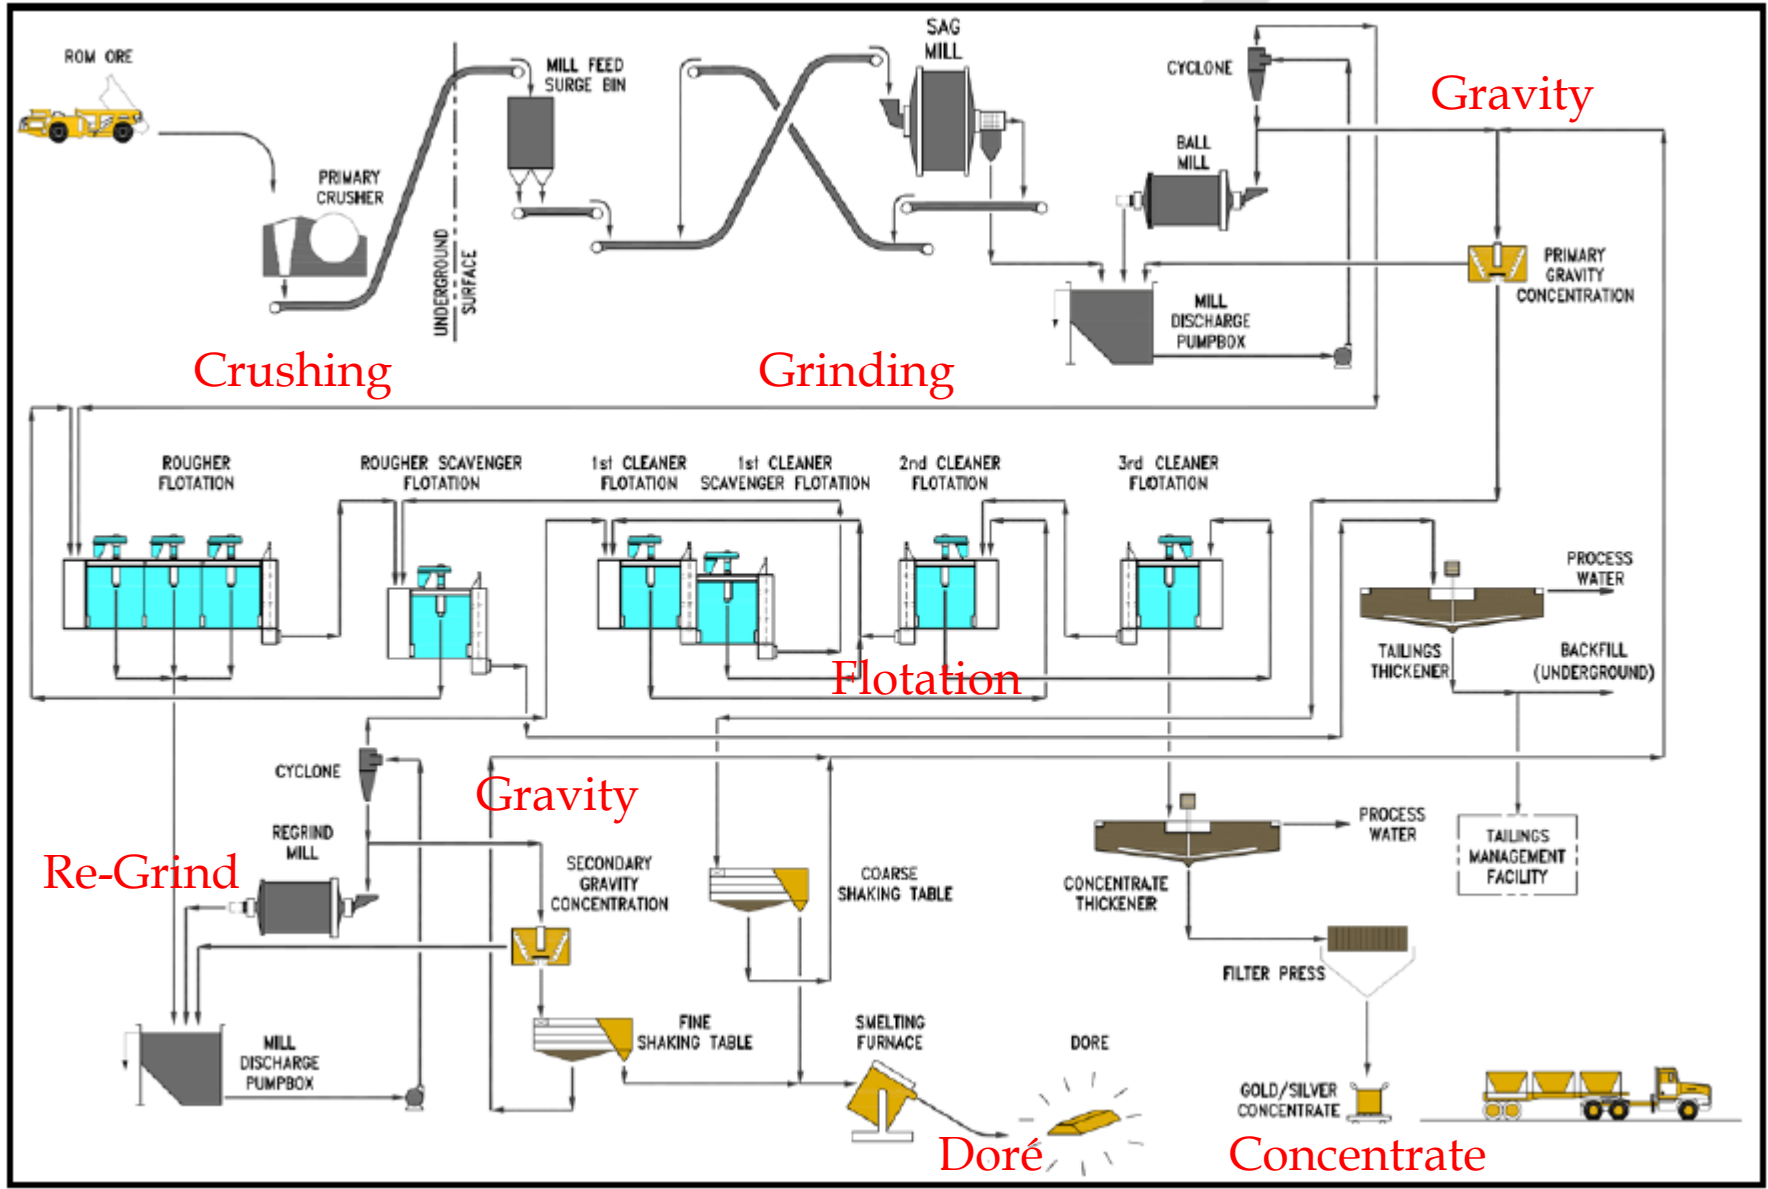 ROM ORE
PRIMARY
CRUSHER
UNDERGROUND
SURFACE
MILL FEED
SURGE BIN
SAG
MILL
CYCLONE
BALL
MILL
Gravity
PRIMARY
GRAVITY
CONCENTRATION
MILL
DISCHARGE
PUMPBOX
Crushing
Grinding
ROUGHER
FLOTATION
ROUGHER SCAVENGER
FLOTATION
1st CLEANER
FLOTATION
1st CLEANER
SCAVENGER FLOTATION
2nd CLEANER
FLOTATION
3rd CLEANER
FLOTATION
PROCESS
WATER
TAILINGS
THICKENER
BACKFILL
(UNDERGROUND)
Flotation
CYCLONE
Gravity
REGRIND
MILL
Re-Grind
SECONDARY
GRAVITY
CONCENTRATION
COARSE
SHAKING TABLE
CONCENTRATE
THICKENER
PROCESS
WATER
TAILINGS
MANAGEMENT
FACILITY
FILTER PRESS
MILL
DISCHARGE
PUMPBOX
FINE
SHAKING TABLE
SMELTING
FURNACE
DORE
GOLD/SILVER
CONCENTRATE
Doré
Concentrate